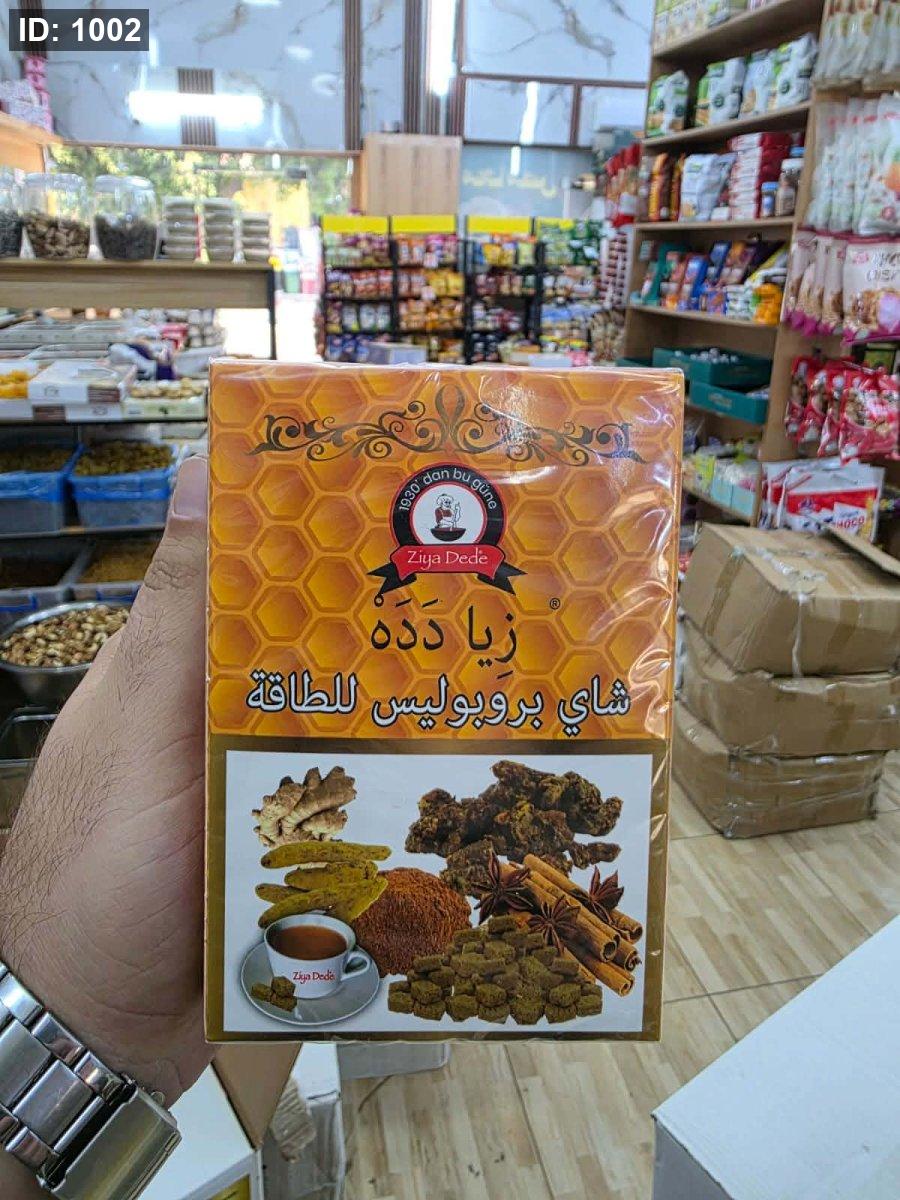 ID: 1002
1930' dan bu güne
Ziya Dede®
زِيا دَدَهْ ®
شاي بروبوليس للطاقة
Ziya Dede